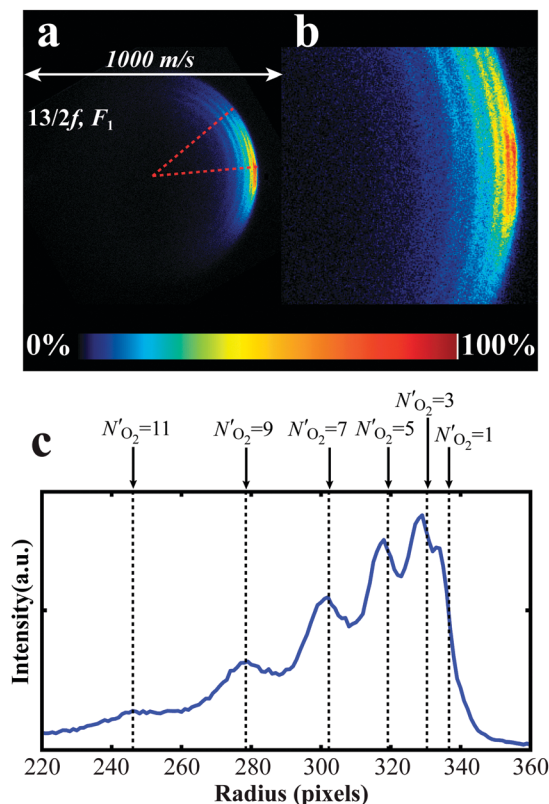 a
b
1000 m/s
13/2f, F₁
0%
100%
c
N'O₂=3
N'O₂=11
N'O₂=9
N'O₂=7
N'O₂=5
N'O₂=1
Intensity(a.u.)
220
240
260
280
300
320
340
360
Radius (pixels)